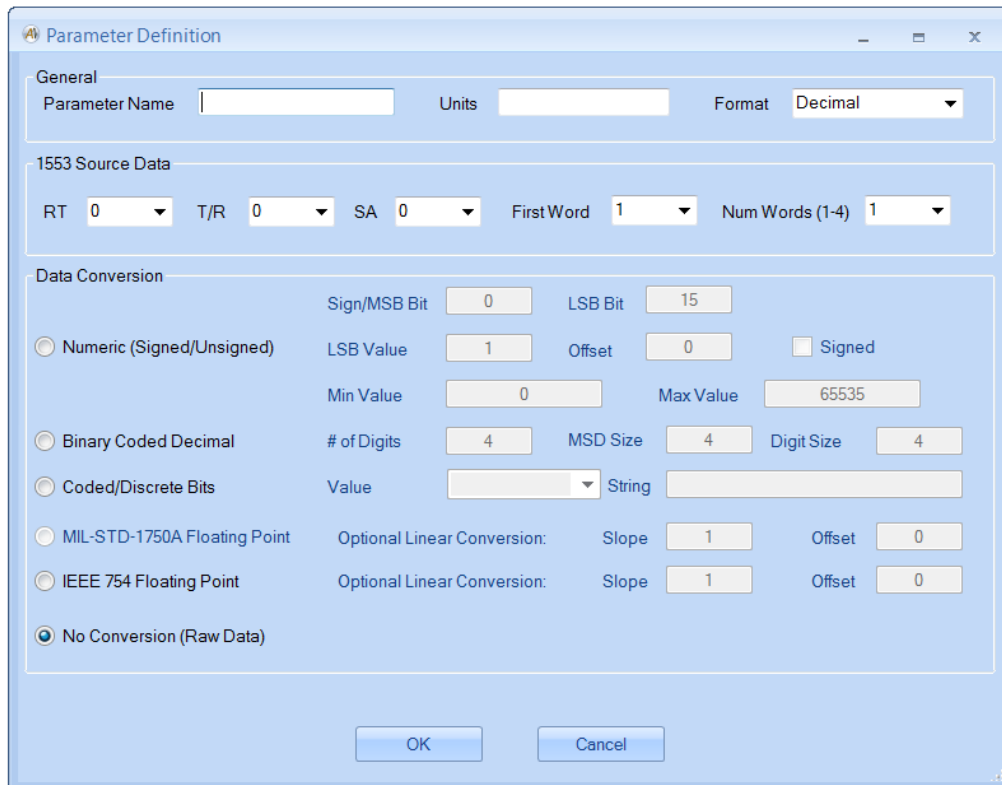 Parameter Definition
General
Parameter Name Units Format Decimal
1553 Source Data
RT 0 T/R 0 SA 0 First Word 1 Num Words (1-4) 1
Data Conversion
Sign/MSB Bit 0 LSB Bit 15
Numeric (Signed/Unsigned) LSB Value 1 Offset 0 Signed
Min Value 0 Max Value 65535
Binary Coded Decimal # of Digits 4 MSD Size 4 Digit Size 4
Coded/Discrete Bits Value String
MIL-STD-1750A Floating Point Optional Linear Conversion: Slope 1 Offset 0
IEEE 754 Floating Point Optional Linear Conversion: Slope 1 Offset 0
No Conversion (Raw Data)
OK Cancel